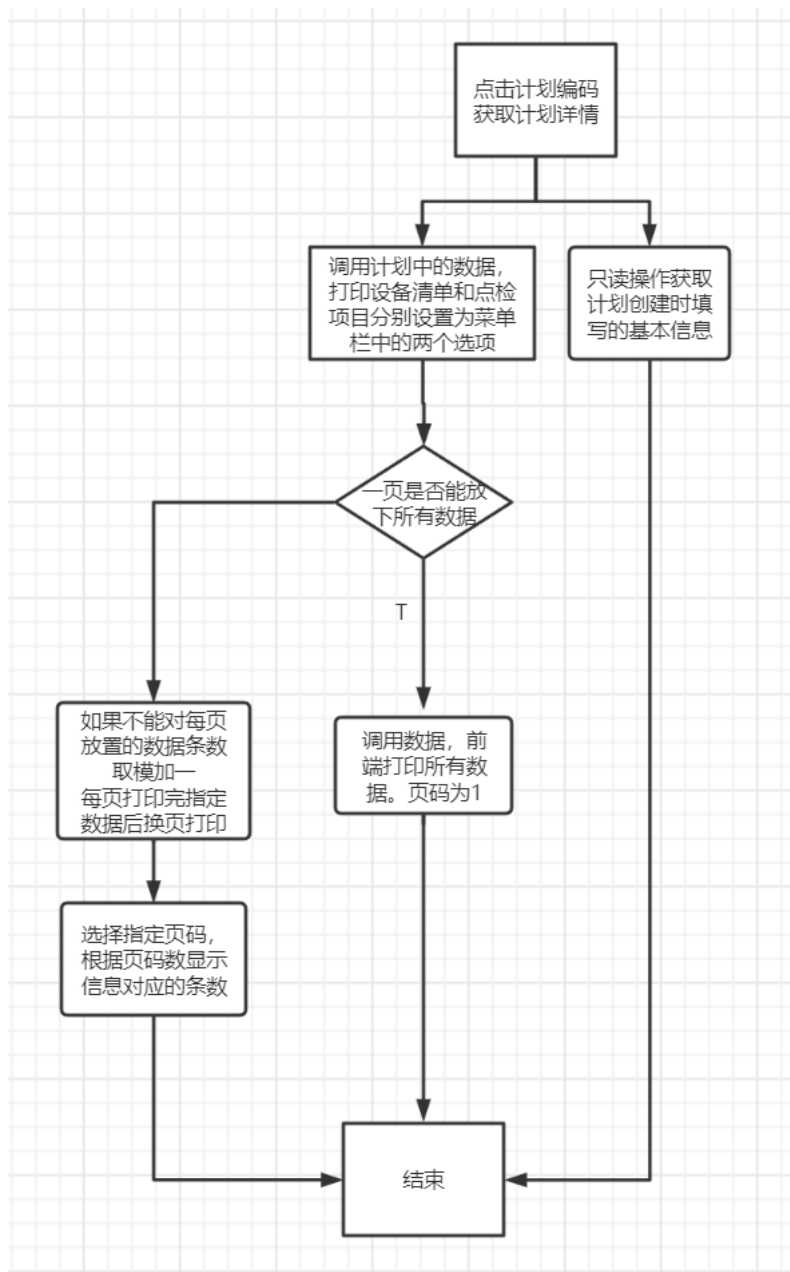 点击计划编码
获取计划详情
调用计划中的数据，
打印设备清单和点检
项目分别设置为菜单
栏中的两个选项
只读操作获取
计划创建时填
写的基本信息
一页是否能放
下所有数据
T
如果不能对每页
放置的数据条数
取模加一
每页打印完指定
数据后换页打印
调用数据，前
端打印所有数
据。页码为1
选择指定页码，
根据页码数显示
信息对应的条数
结束